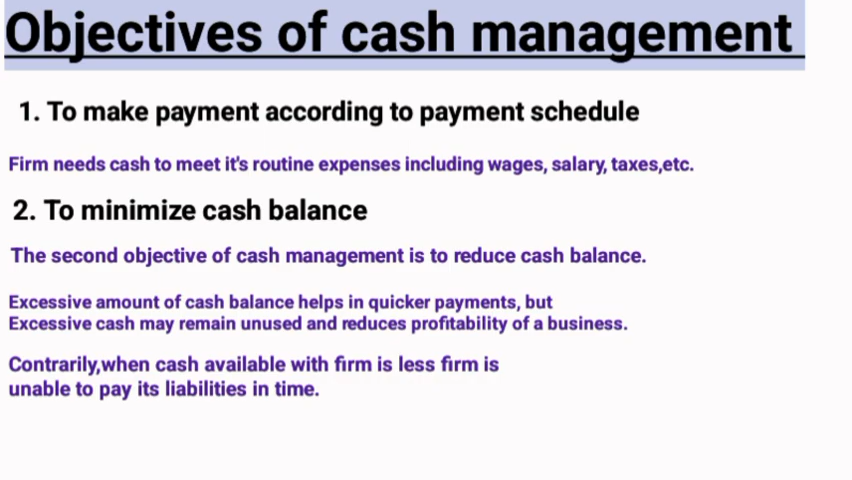 Objectives of cash management
1. To make payment according to payment schedule
Firm needs cash to meet it's routine expenses including wages, salary, taxes,etc.
2. To minimize cash balance
The second objective of cash management is to reduce cash balance.
Excessive amount of cash balance helps in quicker payments, but
Excessive cash may remain unused and reduces profitability of a business.
Contrarily,when cash available with firm is less firm is
unable to pay its liabilities in time.